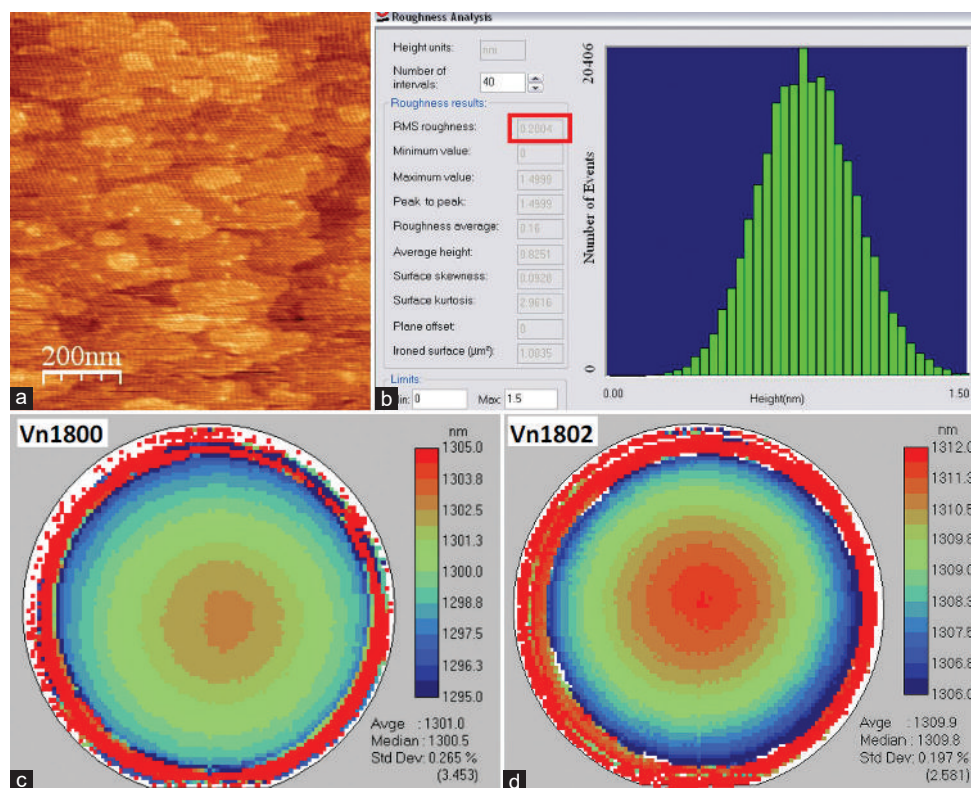 200nm
a
Roughness Analysis
Height units: nm
Number of
intervals: 40
Roughness results:
RMS roughness: 0.2004
Minimum value: 0
Maximum value: 1.4999
Peak to peak: 1.4999
Roughness average: 0.16
Average height: 0.8251
Surface skewness: 0.0928
Surface kurtosis: 2.9616
Plane offset: 0
Ironed surface (µm²): 1.0835
Limits:
Min: 0 Max: 1.5
b
20406
Number of Events
0
0.00 Height(nm) 1.50
Vn1800
nm
1305.0
1303.8
1302.5
1301.3
1300.0
1298.8
1297.5
1296.3
1295.0
Avge : 1301.0
Median : 1300.5
Std Dev: 0.265 %
(3.453)
c
Vn1802
nm
1312.0
1311.3
1310.5
1309.8
1309.0
1308.3
1307.5
1306.8
1306.0
Avge : 1309.9
Median : 1309.8
Std Dev: 0.197 %
(2.581)
d